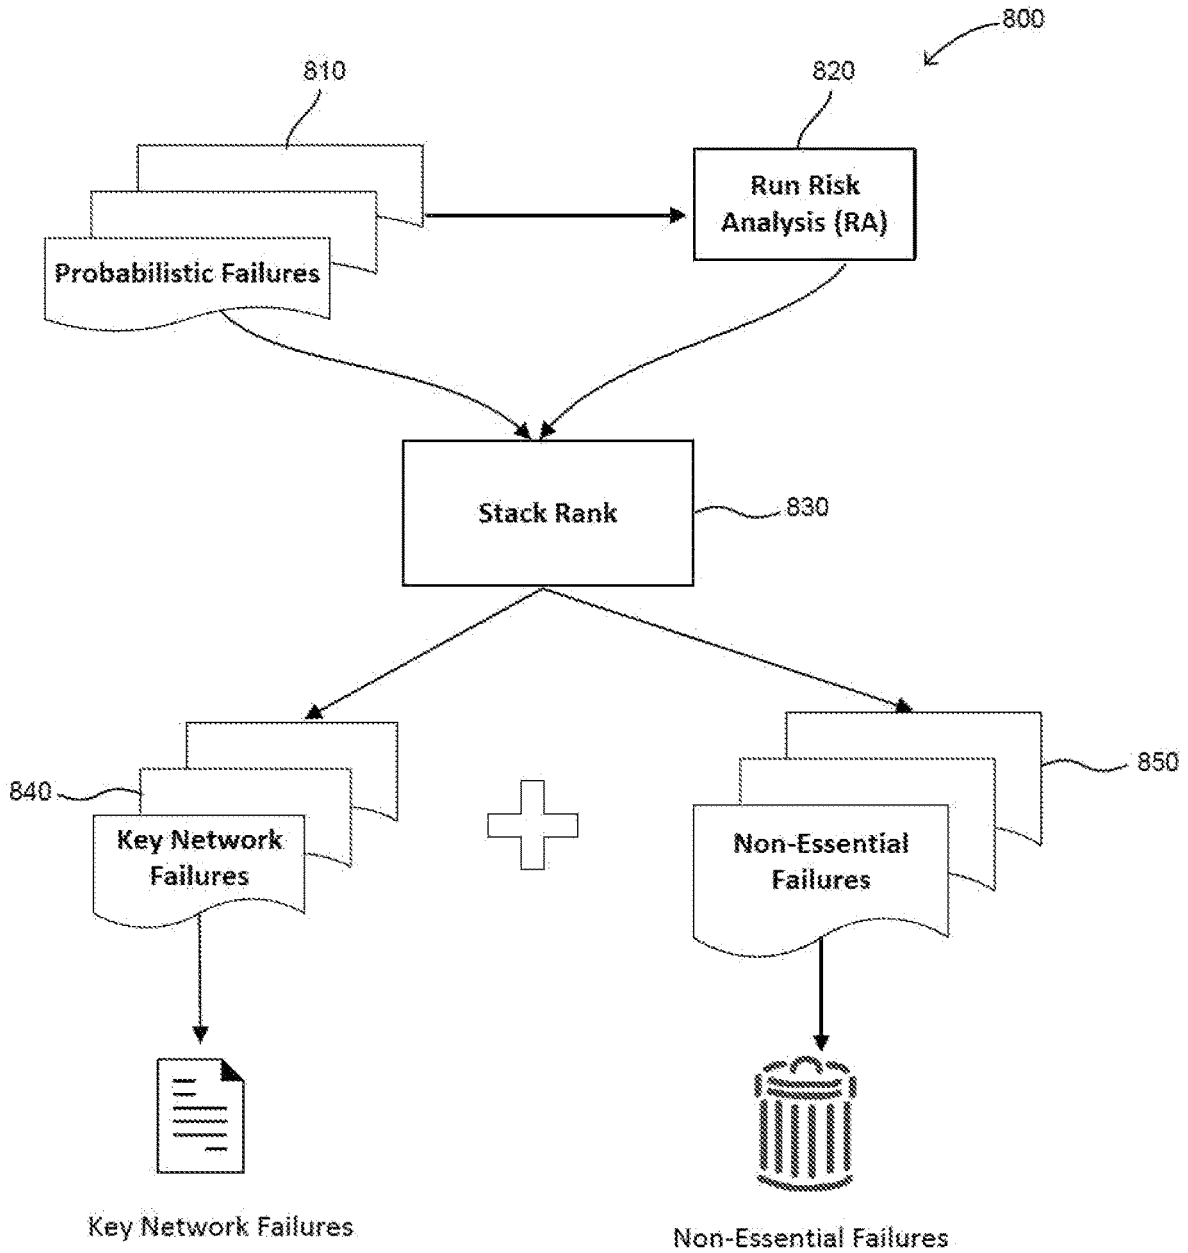 800
810
820
Run Risk
Analysis (RA)
Probabilistic Failures
Stack Rank
830
840
850
Key Network
Failures
Non-Essential
Failures
Key Network Failures
Non-Essential Failures